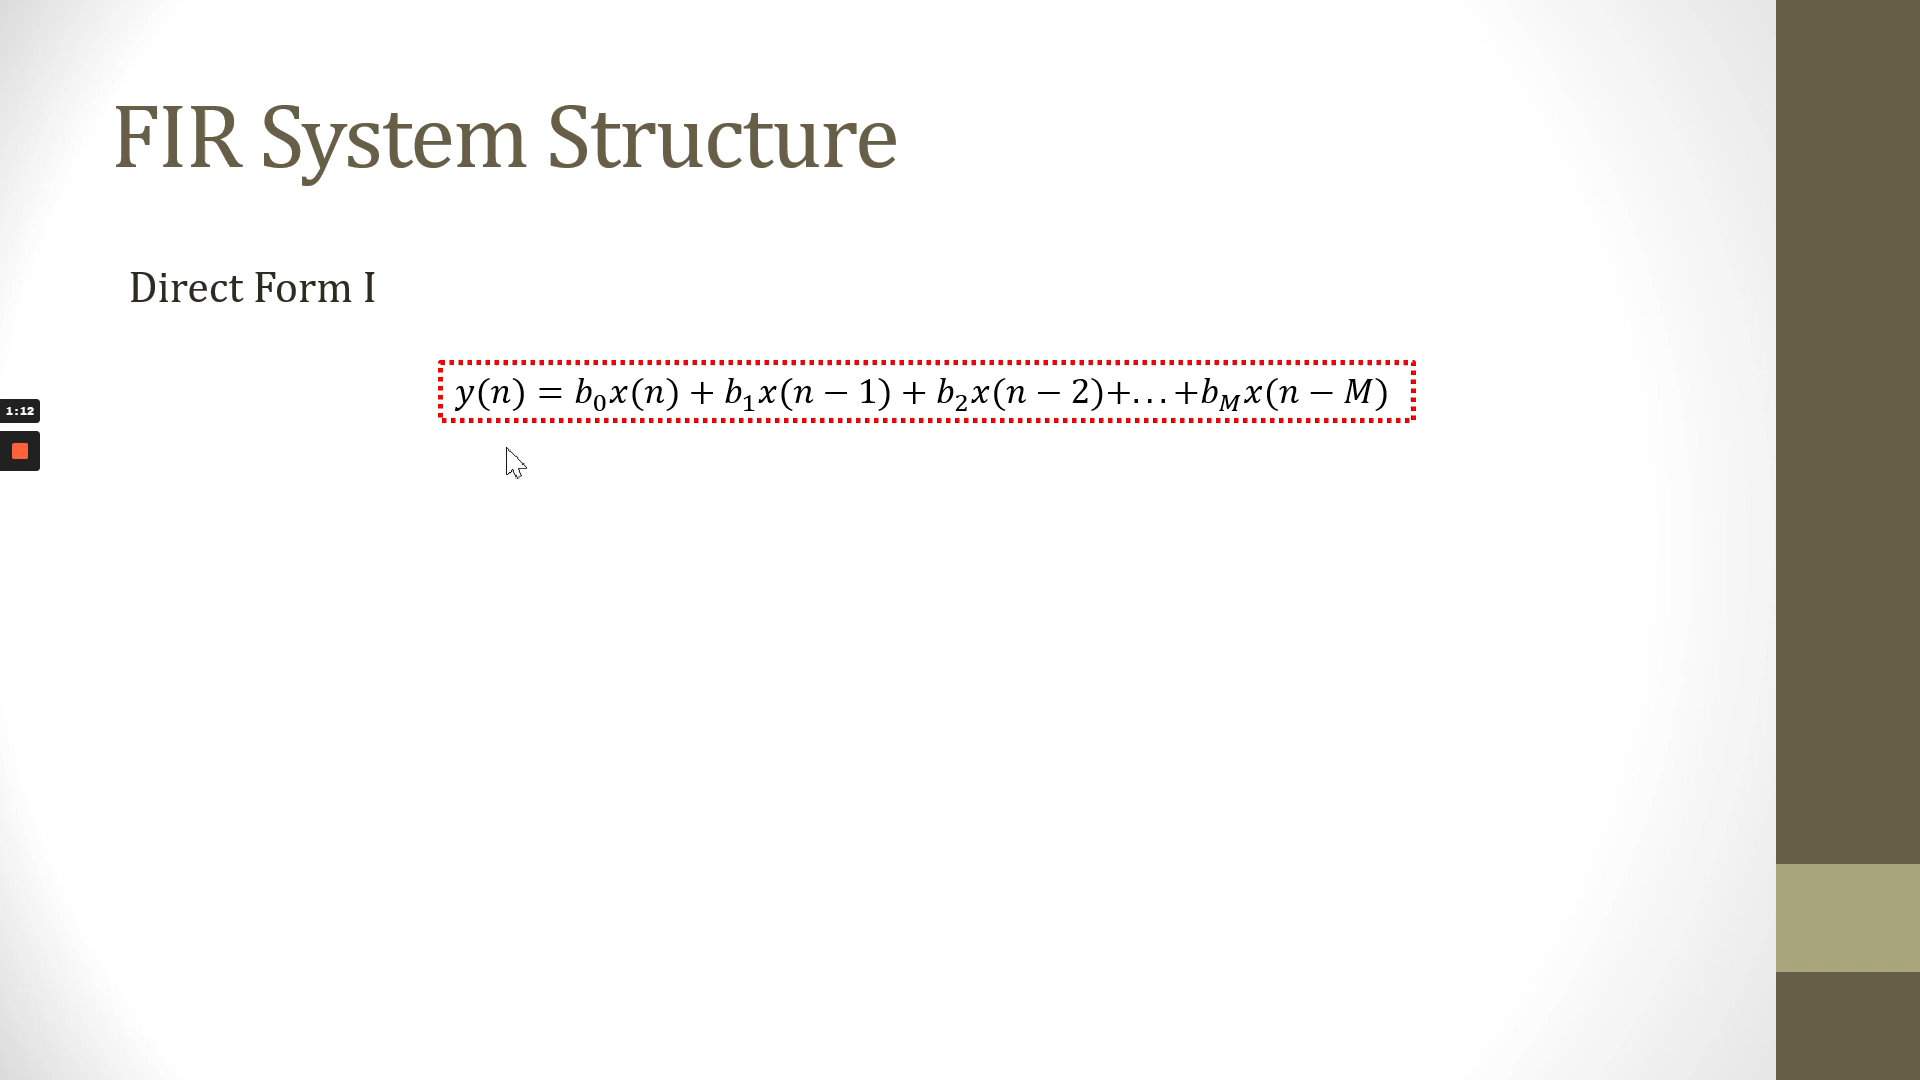 FIR System Structure
Direct Form I
y(n) = b₀x(n) + b₁x(n − 1) + b₂x(n − 2)+...+b_Mx(n − M)
1:12